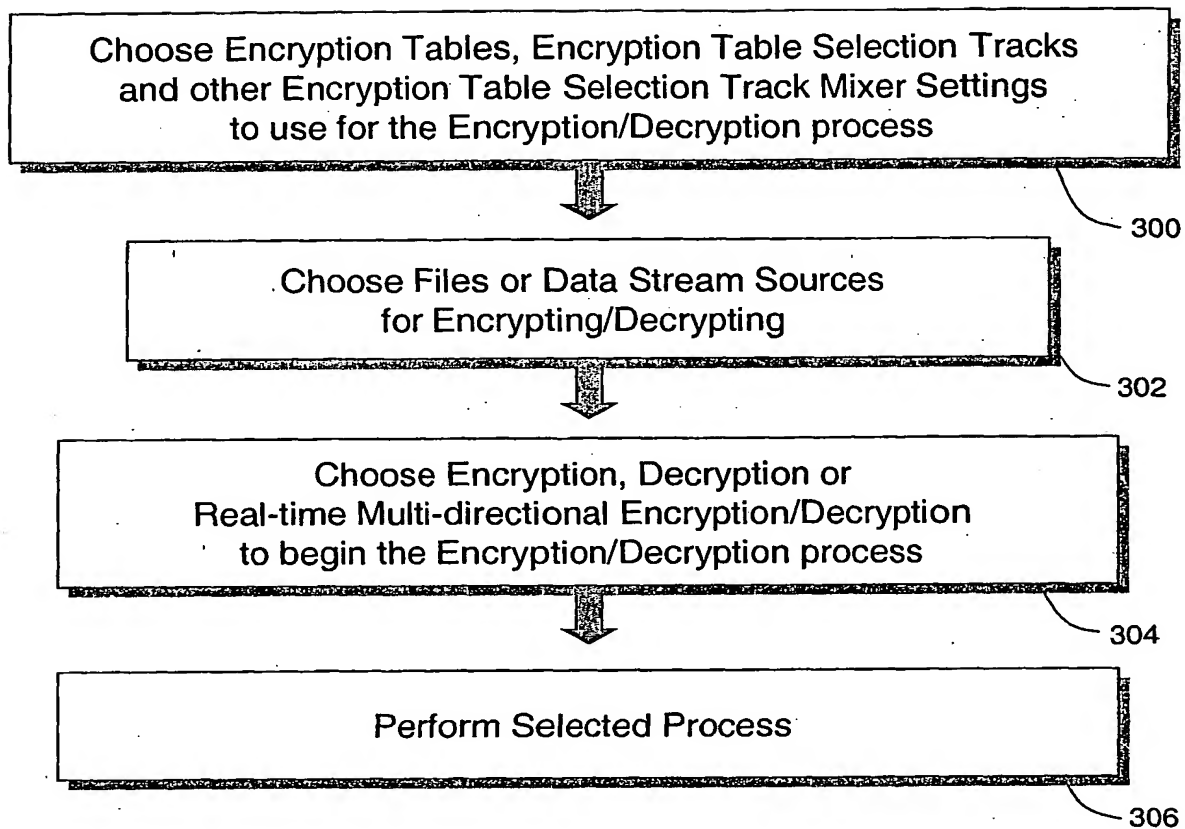 Choose Encryption Tables, Encryption Table Selection Tracks
and other Encryption Table Selection Track Mixer Settings
to use for the Encryption/Decryption process
300
Choose Files or Data Stream Sources
for Encrypting/Decrypting
302
Choose Encryption, Decryption or
Real-time Multi-directional Encryption/Decryption
to begin the Encryption/Decryption process
304
Perform Selected Process
306